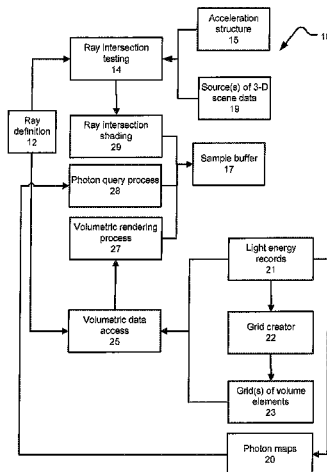 Acceleration
structure
15
Ray intersection
testing
14
10
Source(s) of 3-D
scene data
19
Ray
definition
12
Ray intersection
shading
29
Sample buffer
17
Photon query process
28
Volumetric rendering
process
27
Light energy
records
21
Volumetric data
access
25
Grid creator
22
Grid(s) of volume
elements
23
Photon maps
20